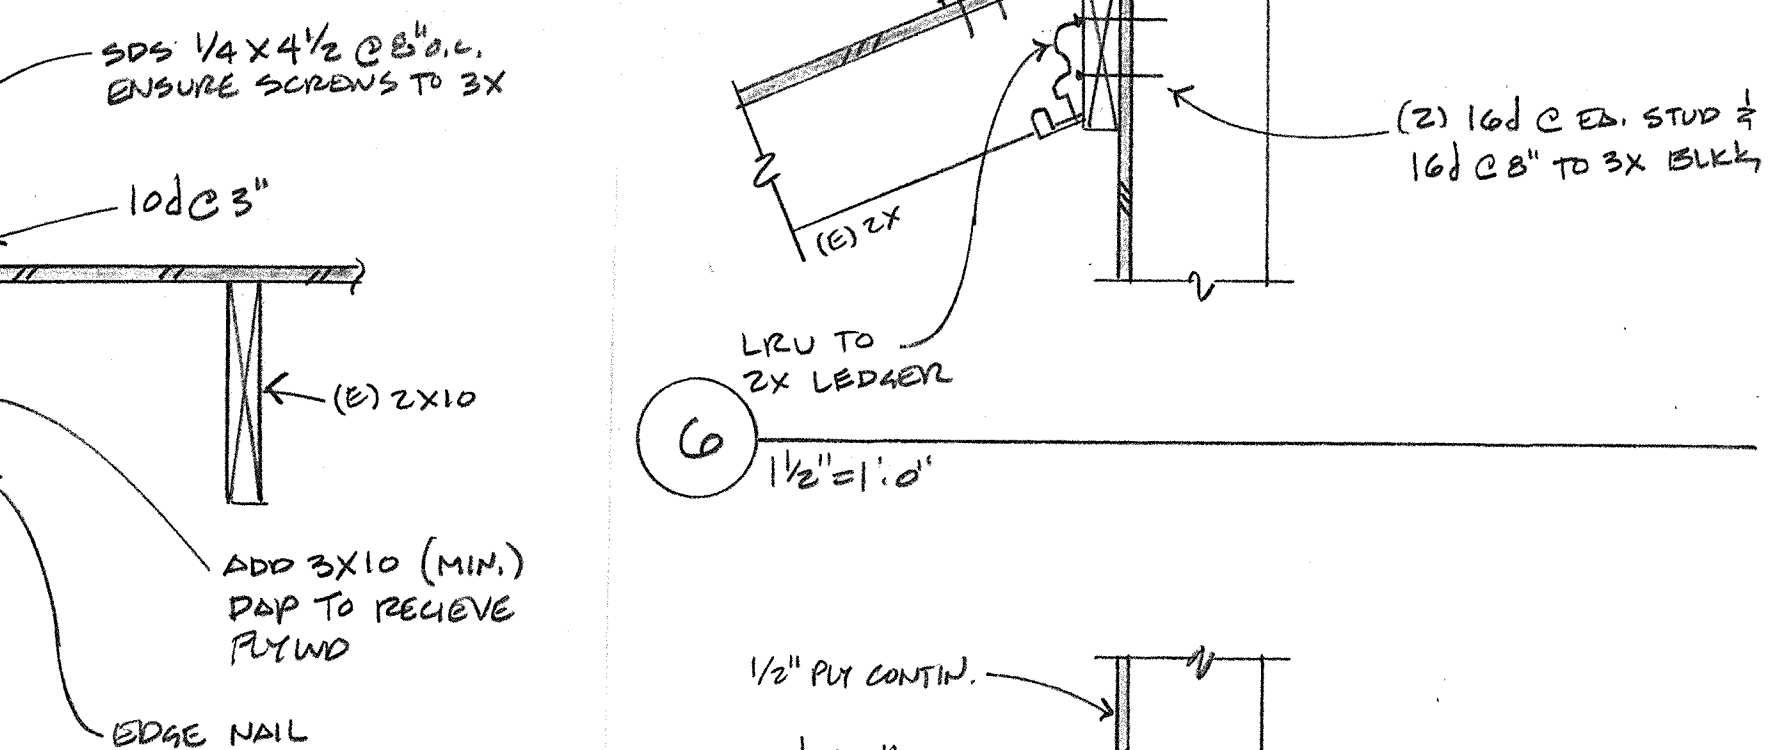 SDS 1/4 X 4 1/2 @ 8" O.C.
ENSURE SCREWS TO 3X
10d @ 3"
(E) 2X10
ADD 3X10 (MIN.)
DAP TO RECIEVE
PLYWD
EDGE NAIL
(E) 2X
(2) 16d @ EA. STUD &
16d @ 8" TO 3X BLKG
LRU TO
2X LEDGER
6
1 1/2"=1'-0"
1/2" PLY CONTIN.